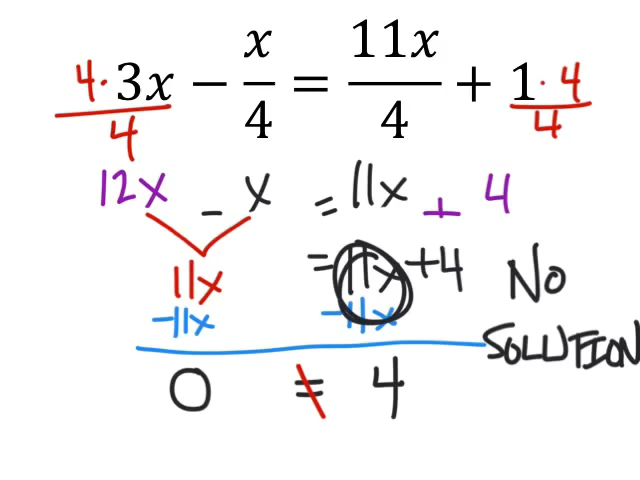 4 · 3x / 4 − x/4 = 11x/4 + 1 · 4 / 4
12x − x = 11x + 4
11x = 11x + 4 NO
−11x −11x SOLUTION
0 ≠ 4